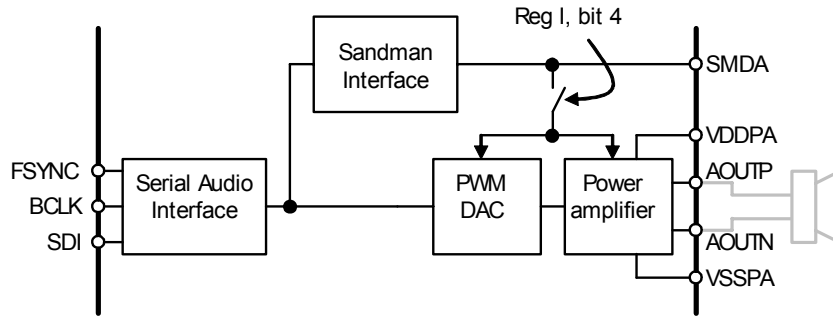 Reg I, bit 4
Sandman
Interface
SMDA
VDDPA
FSYNC
BCLK
SDI
Serial Audio
Interface
PWM
DAC
Power
amplifier
AOUTP
AOUTN
VSSPA